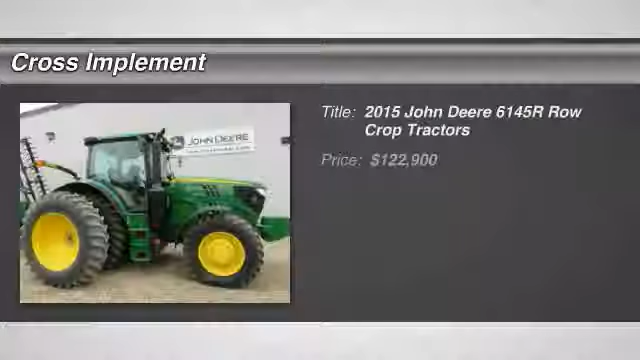 Cross Implement
Title: 2015 John Deere 6145R Row
Crop Tractors
Price: $122,900
JOHN DEERE